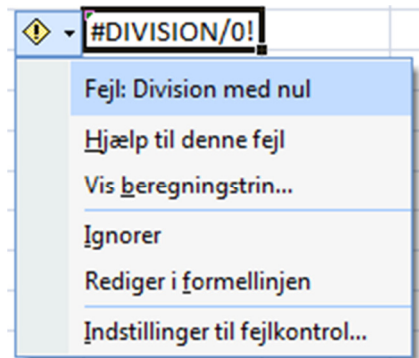 #DIVISION/0!
Fejl: Division med nul
Hjælp til denne fejl
Vis beregningstrin...
Ignorer
Rediger i formellinjen
Indstillinger til fejlkontrol...